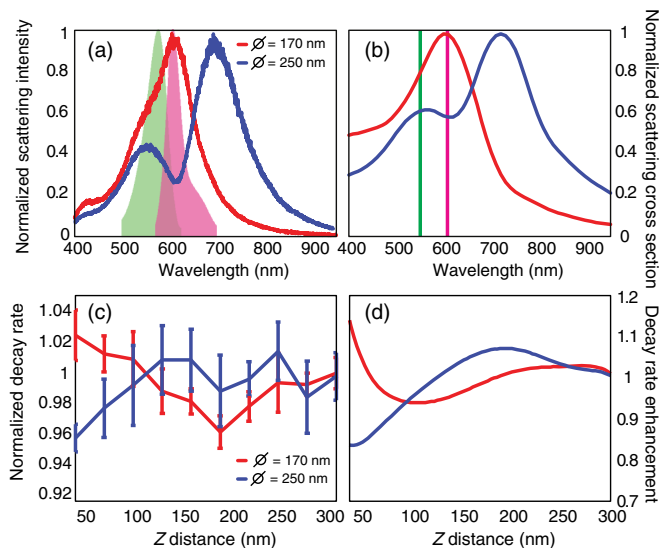 (a)
Ø = 170 nm
Ø = 250 nm
Normalized scattering intensity
1
0.8
0.6
0.4
0.2
0
400 500 600 700 800 900
Wavelength (nm)
(b)
Normalized scattering cross section
1
0.8
0.6
0.4
0.2
0
400 500 600 700 800 900
Wavelength (nm)
(c)
Normalized decay rate
1.04
1.02
1
0.98
0.96
0.94
0.92
Ø = 170 nm
Ø = 250 nm
50 100 150 200 250 300
Z distance (nm)
(d)
Decay rate enhancement
1.2
1.1
1
0.9
0.8
0.7
50 100 150 200 250 300
Z distance (nm)